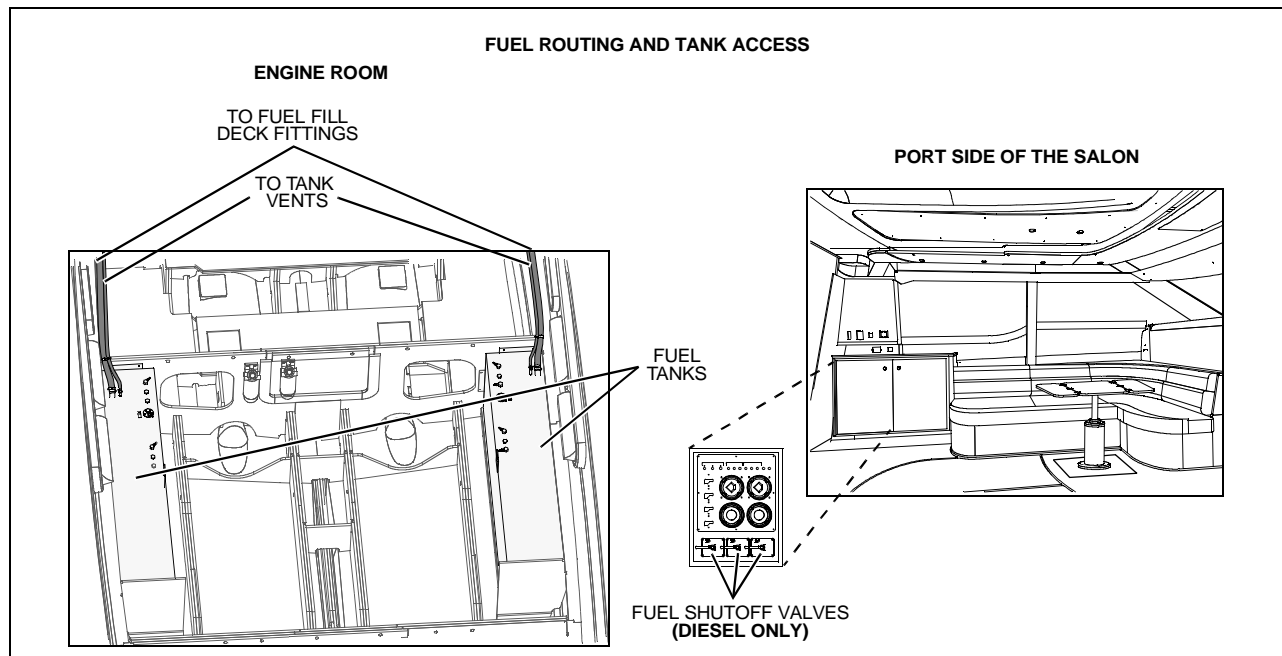 FUEL ROUTING AND TANK ACCESS
ENGINE ROOM
TO FUEL FILL
DECK FITTINGS
TO TANK
VENTS
FUEL
TANKS
PORT SIDE OF THE SALON
FUEL SHUTOFF VALVES
(DIESEL ONLY)